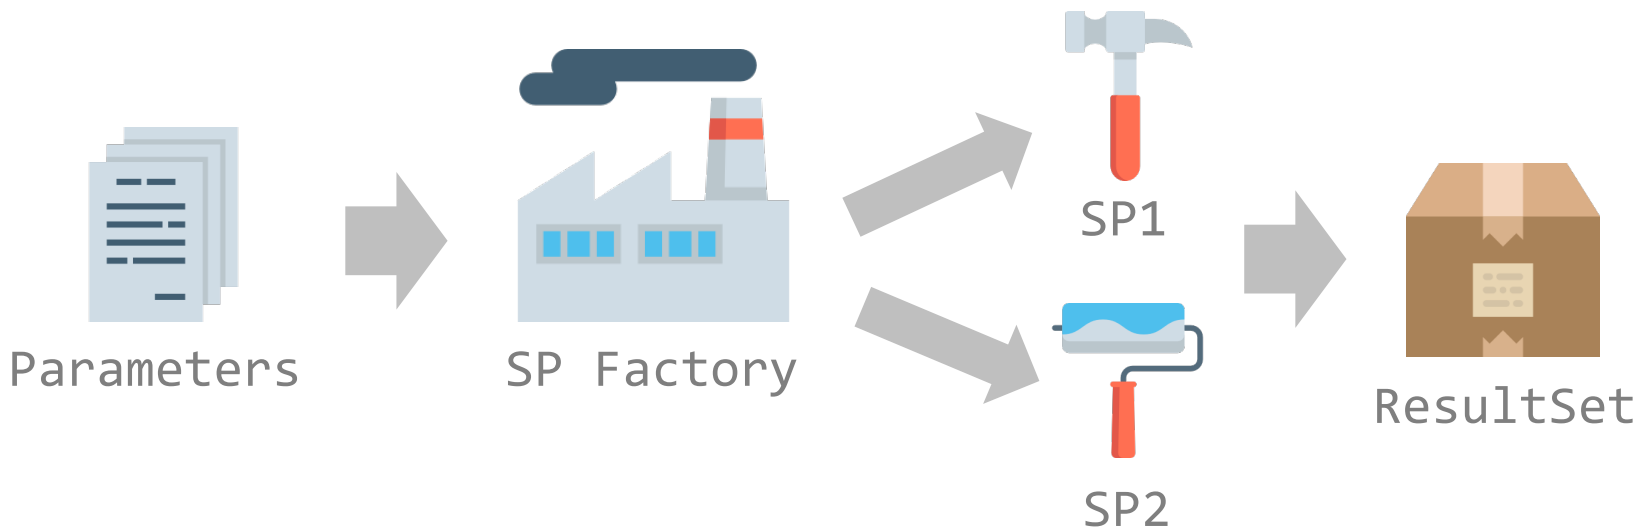 Parameters
SP Factory
SP1
SP2
ResultSet